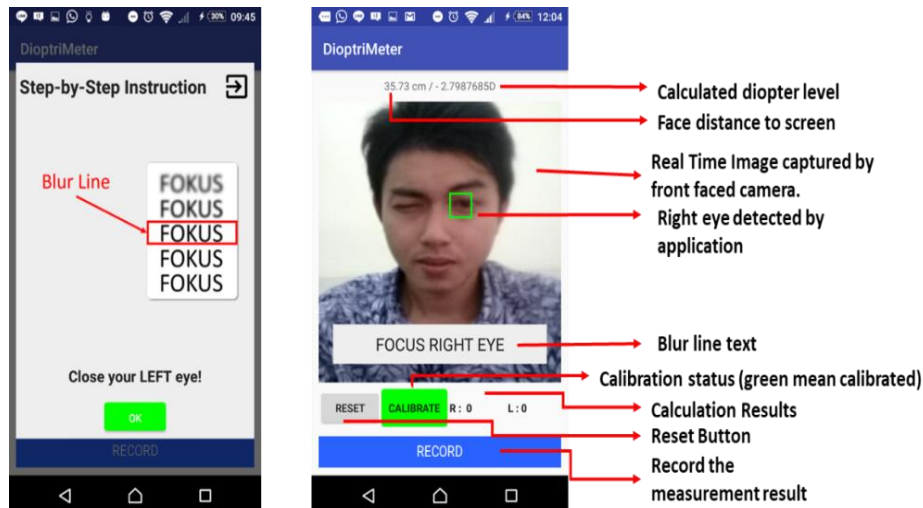 30% 09:45
DioptriMeter
Step-by-Step Instruction
Blur Line
FOKUS
FOKUS
FOKUS
FOKUS
FOKUS
Close your LEFT eye!
OK
RECORD
64% 12:04
DioptriMeter
35.73 cm / - 2.7987685D
FOCUS RIGHT EYE
RESET
CALIBRATE
R : 0
L : 0
RECORD
Calculated diopter level
Face distance to screen
Real Time Image captured by
front faced camera.
Right eye detected by
application
Blur line text
Calibration status (green mean calibrated)
Calculation Results
Reset Button
Record the
measurement result